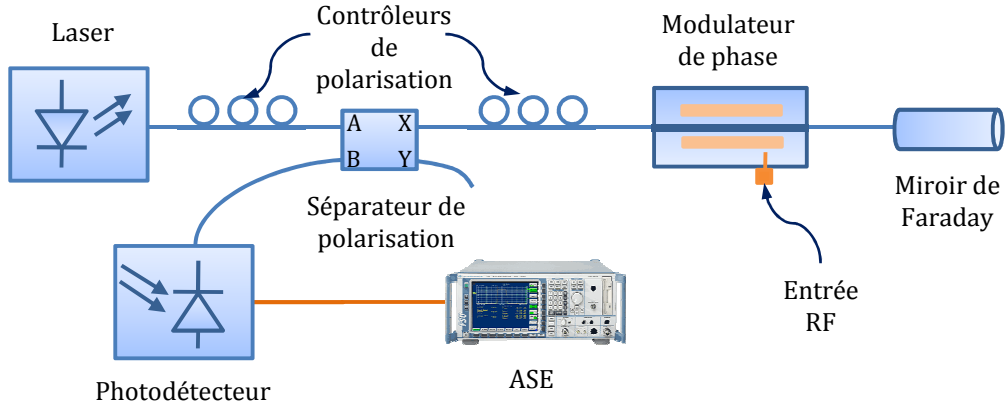 Laser
Contrôleurs
de
polarisation
Modulateur
de phase
A
X
B
Y
Séparateur de
polarisation
Miroir de
Faraday
Entrée
RF
Photodétecteur
ASE